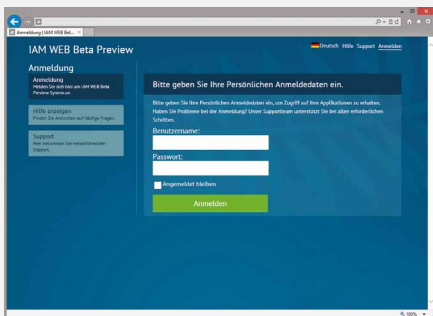 Anmeldung | IAM WEB Bet...
IAM WEB Beta Preview
Deutsch Hilfe Support Anmelden
Anmeldung
Anmeldung
Melden Sie sich hier am IAM WEB Beta
Preview System an.
Hilfe anzeigen
Finden Sie Antworten auf häufige Fragen.
Support
Hier bekommen Sie weiterführenden
Support.
Bitte geben Sie Ihre Persönlichen Anmeldedaten ein.
Bitte geben Sie Ihre Persönlichen Anmeldedaten ein, um Zugriff auf Ihre Applikationen zu erhalten.
Haben Sie Probleme bei der Anmeldung? Unser Supportteam unterstützt Sie bei allen erforderlichen
Schritten.
Benutzername:
Passwort:
Angemeldet bleiben
Anmelden
100%